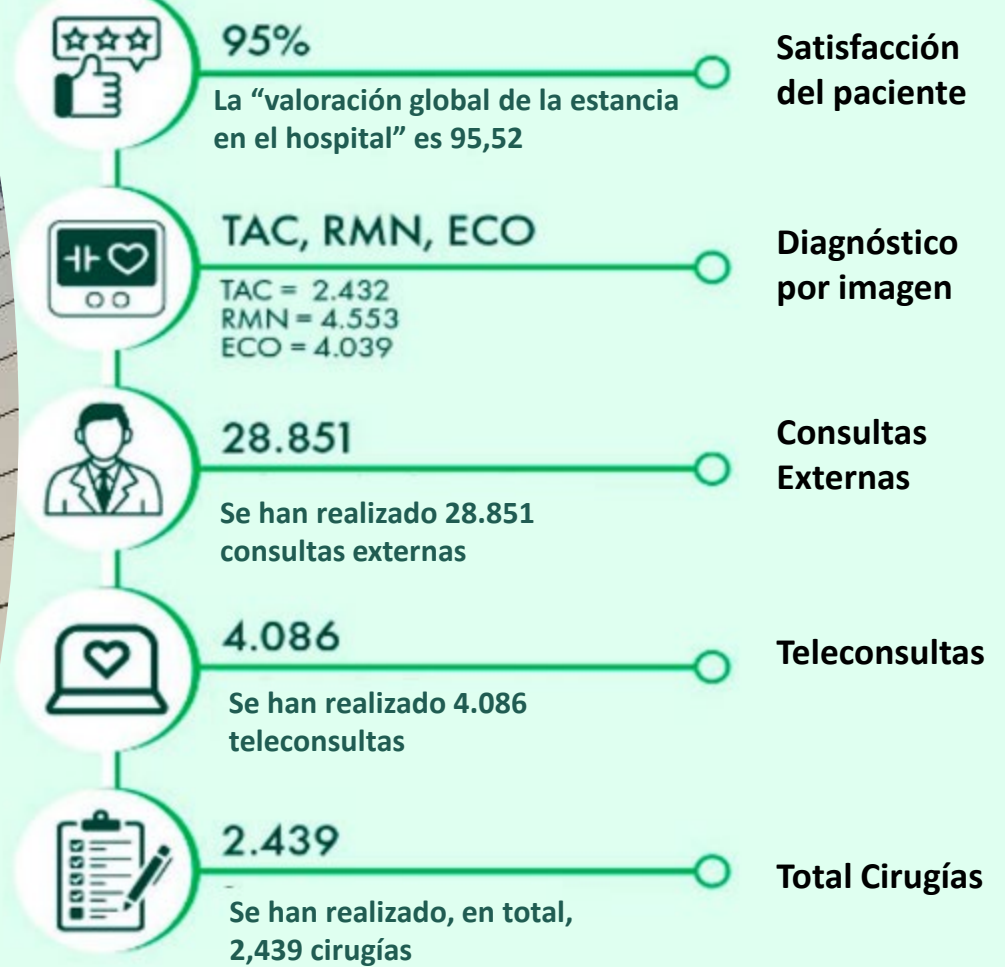 95%
Satisfacción
del paciente
La “valoración global de la estancia
en el hospital” es 95,52
TAC, RMN, ECO
Diagnóstico
por imagen
TAC = 2.432
RMN = 4.553
ECO = 4.039
28.851
Consultas
Externas
Se han realizado 28.851
consultas externas
4.086
Teleconsultas
Se han realizado 4.086
teleconsultas
2.439
Total Cirugías
Se han realizado, en total,
2,439 cirugías